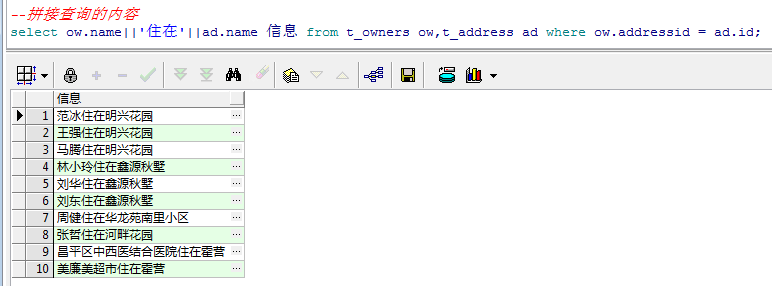 --拼接查询的内容
select ow.name||'住在'||ad.name 信息 from t_owners ow,t_address ad where ow.addressid = ad.id;
信息
1 范冰住在明兴花园 ...
2 王强住在明兴花园 ...
3 马腾住在明兴花园 ...
4 林小玲住在鑫源秋墅 ...
5 刘华住在鑫源秋墅 ...
6 刘东住在鑫源秋墅 ...
7 周健住在华龙苑南里小区 ...
8 张哲住在河畔花园 ...
9 昌平区中西医结合医院住在霍营 ...
10 美廉美超市住在霍营 ...